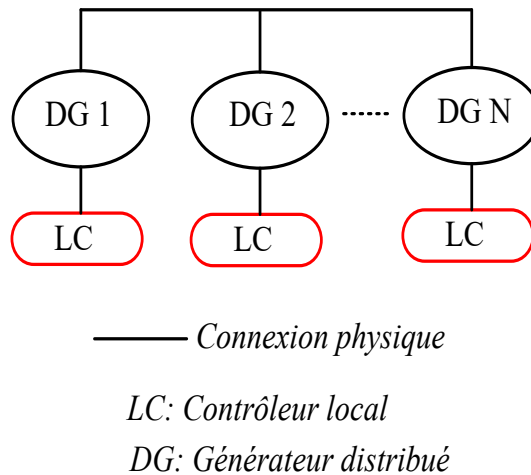 DG 1 DG 2 ...... DG N
LC LC LC
Connexion physique
LC: Contrôleur local
DG: Générateur distribué